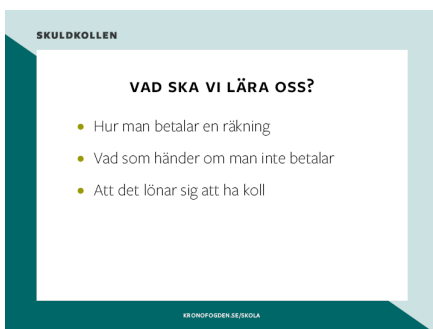 SKULDKOLLEN
VAD SKA VI LÄRA OSS?
• Hur man betalar en räkning
• Vad som händer om man inte betalar
• Att det lönar sig att ha koll
KRONOFOGDEN.SE/SKOLA